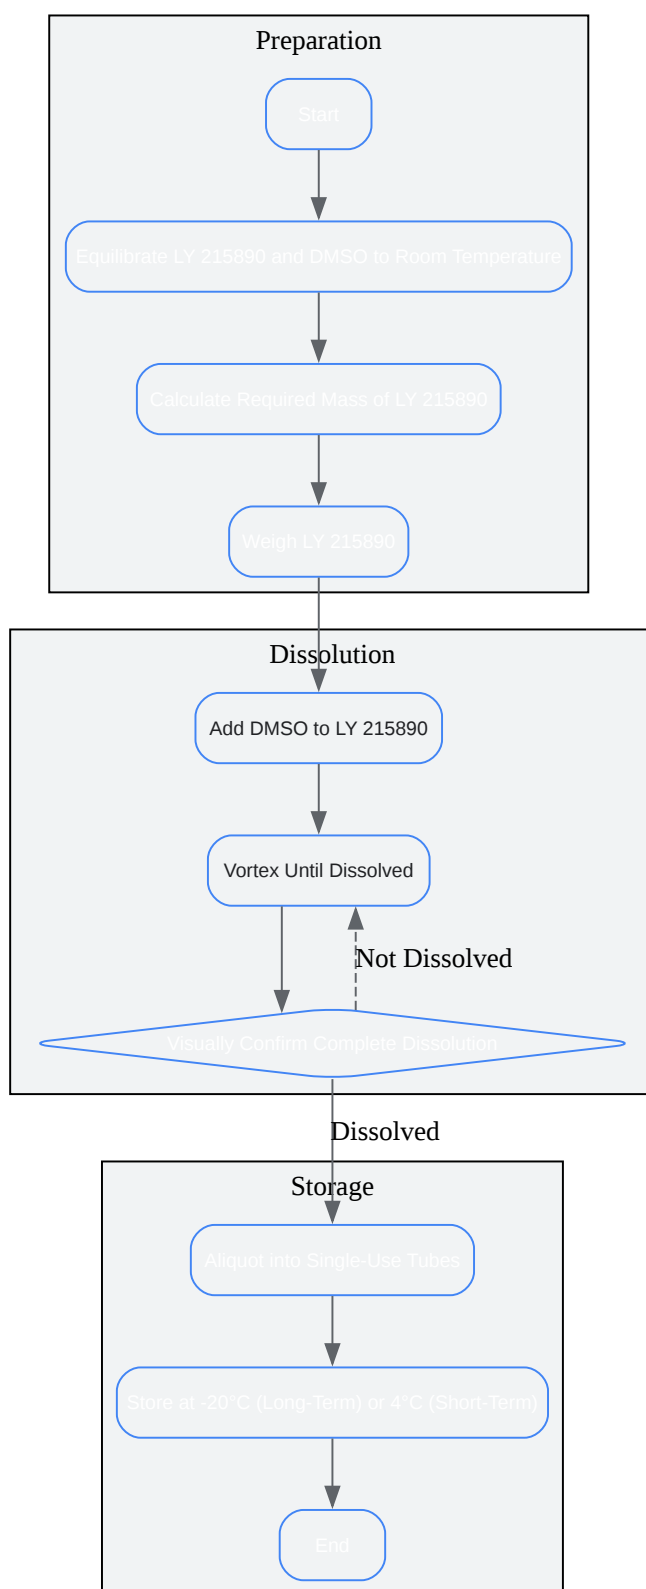 Preparation
Start
Equilibrate LY 215890 and DMSO to Room Temperature
Calculate Required Mass of LY 215890
Weigh LY 215890
Dissolution
Add DMSO to LY 215890
Vortex Until Dissolved
Not Dissolved
Visually Confirm Complete Dissolution
Dissolved
Storage
Aliquot into Single-Use Tubes
Store at -20°C (Long-Term) or 4°C (Short-Term)
End